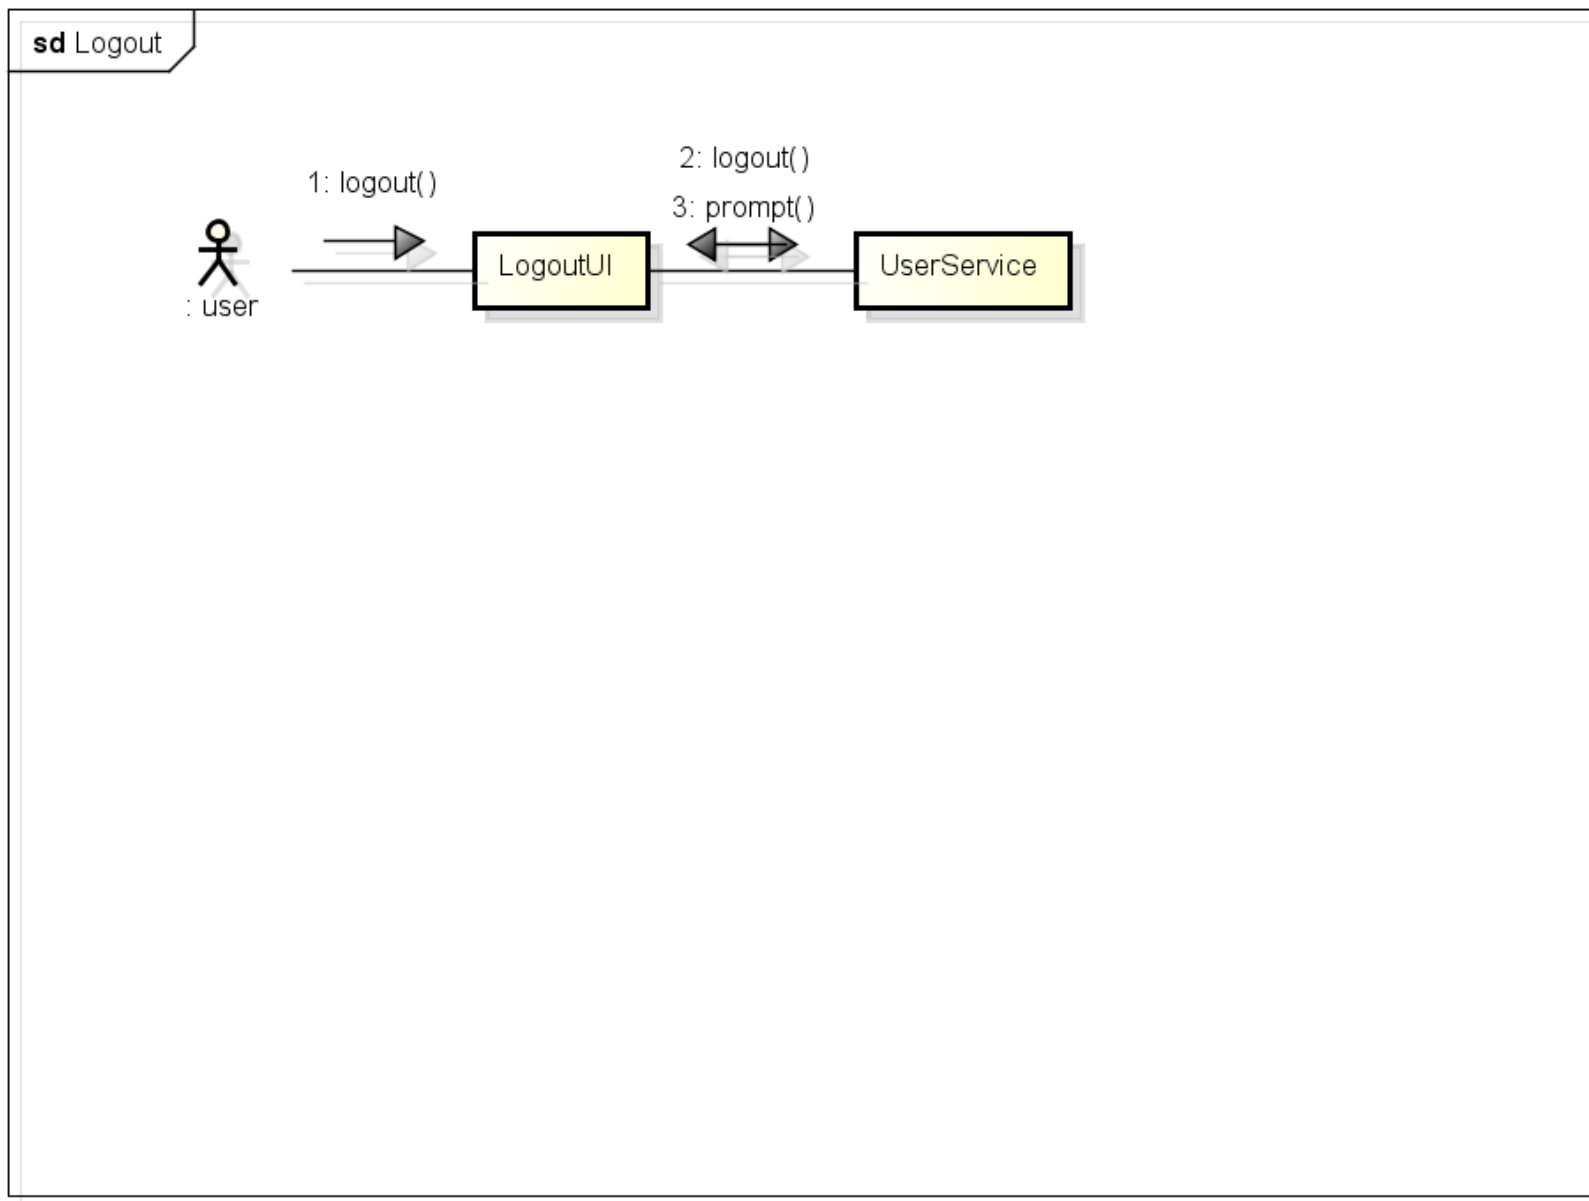 sd Logout
1: logout()
2: logout()
3: prompt()
LogoutUI
UserService
: user